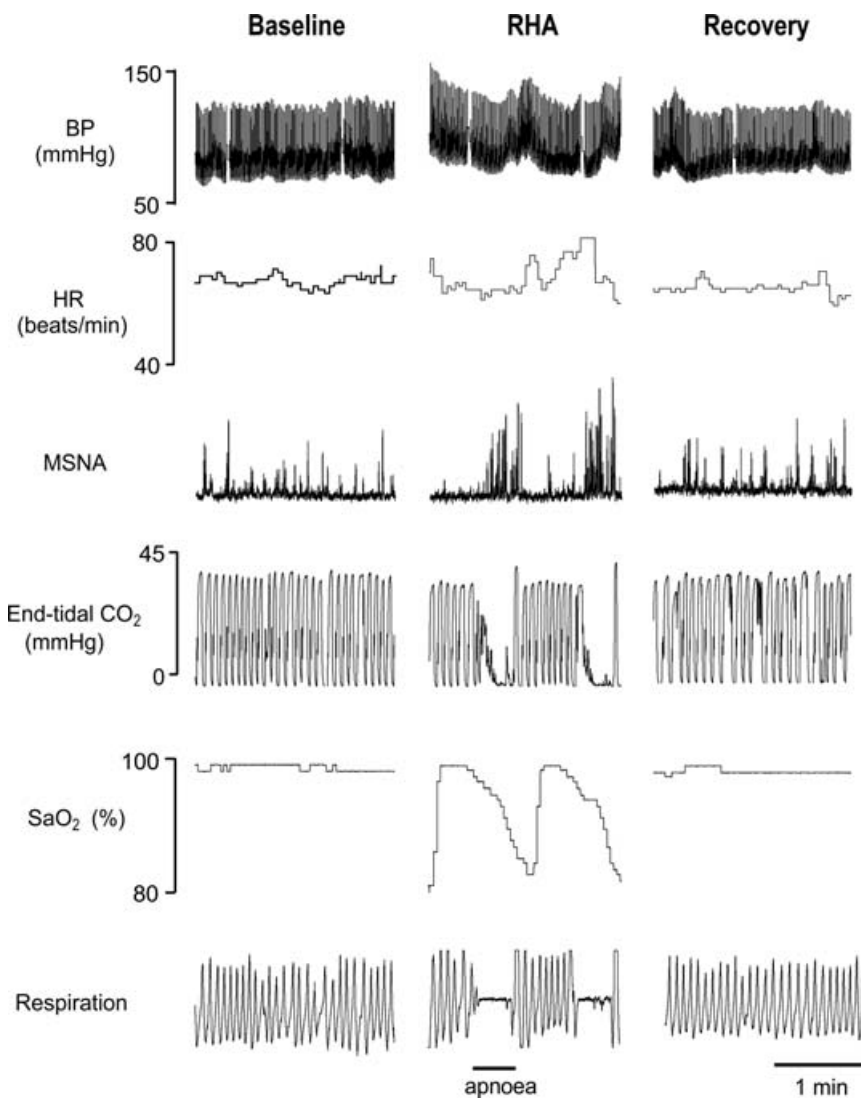 Baseline RHA Recovery
150
BP
(mmHg)
50
80
HR
(beats/min)
40
MSNA
45
End-tidal CO₂
(mmHg)
0
100
SaO₂ (%)
80
Respiration
apnoea 1 min